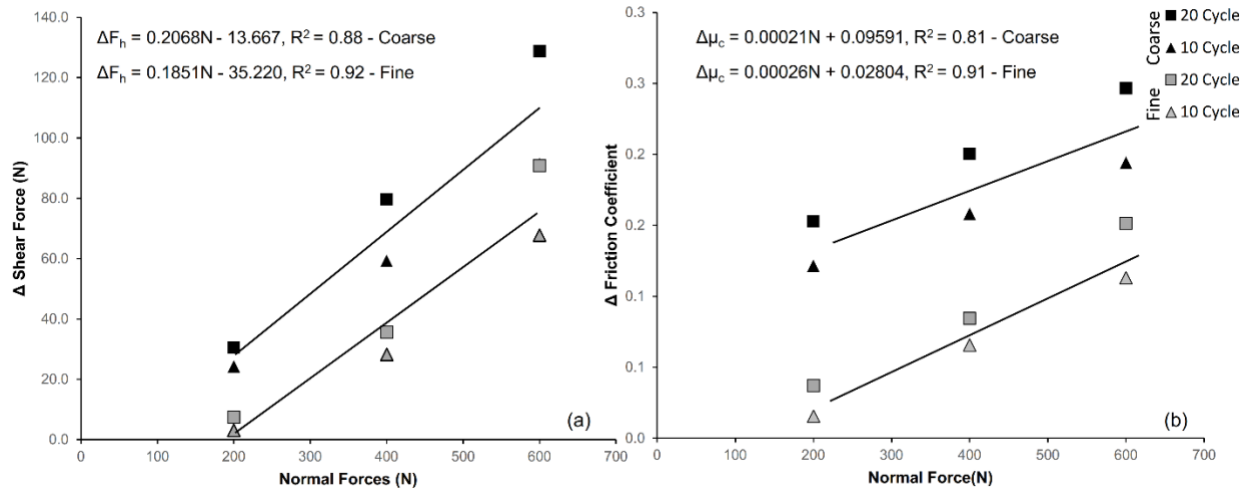 ΔFh = 0.2068N - 13.667, R² = 0.88 - Coarse
ΔFh = 0.1851N - 35.220, R² = 0.92 - Fine
140.0
120.0
100.0
80.0
60.0
40.0
20.0
0.0
Δ Shear Force (N)
0 100 200 300 400 500 600 700
Normal Forces (N)
(a)
Δμc = 0.00021N + 0.09591, R² = 0.81 - Coarse
Δμc = 0.00026N + 0.02804, R² = 0.91 - Fine
0.3
0.3
0.2
0.2
0.1
0.1
0.0
Δ Friction Coefficient
0 100 200 300 400 500 600 700
Normal Force(N)
(b)
Coarse
20 Cycle
10 Cycle
Fine
20 Cycle
10 Cycle